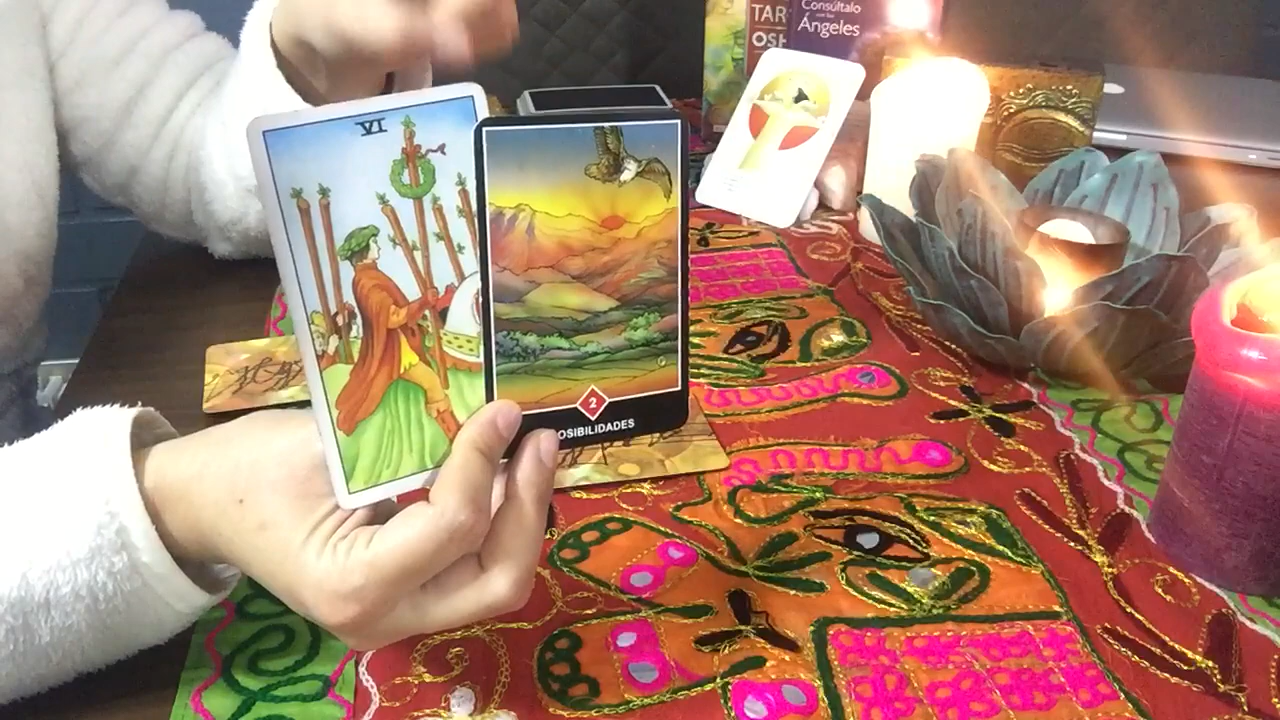 TAR
OSH
Consúltalo
con los
Ángeles
VI
2
OSIBILIDADES